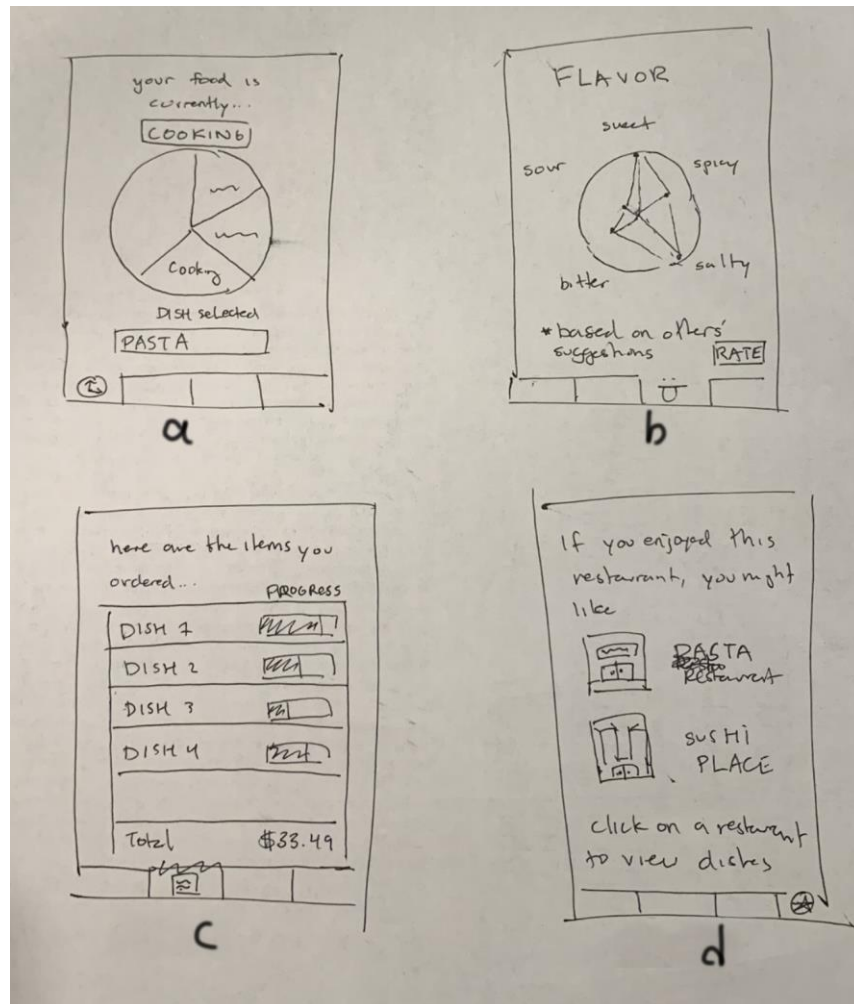 your food is
currently...
COOKING
Cooking
DISH selected
PASTA
a
FLAVOR
sweet
sour
spicy
bitter
salty
*based on others'
suggestions
RATE
b
here are the items you
ordered...
PROGRESS
DISH 1
DISH 2
DISH 3
DISH 4
Total $33.49
c
If you enjoyed this
restaurant, you might
like
PASTA
Restaurant
SUSHI
PLACE
click on a restaurant
to view dishes
d